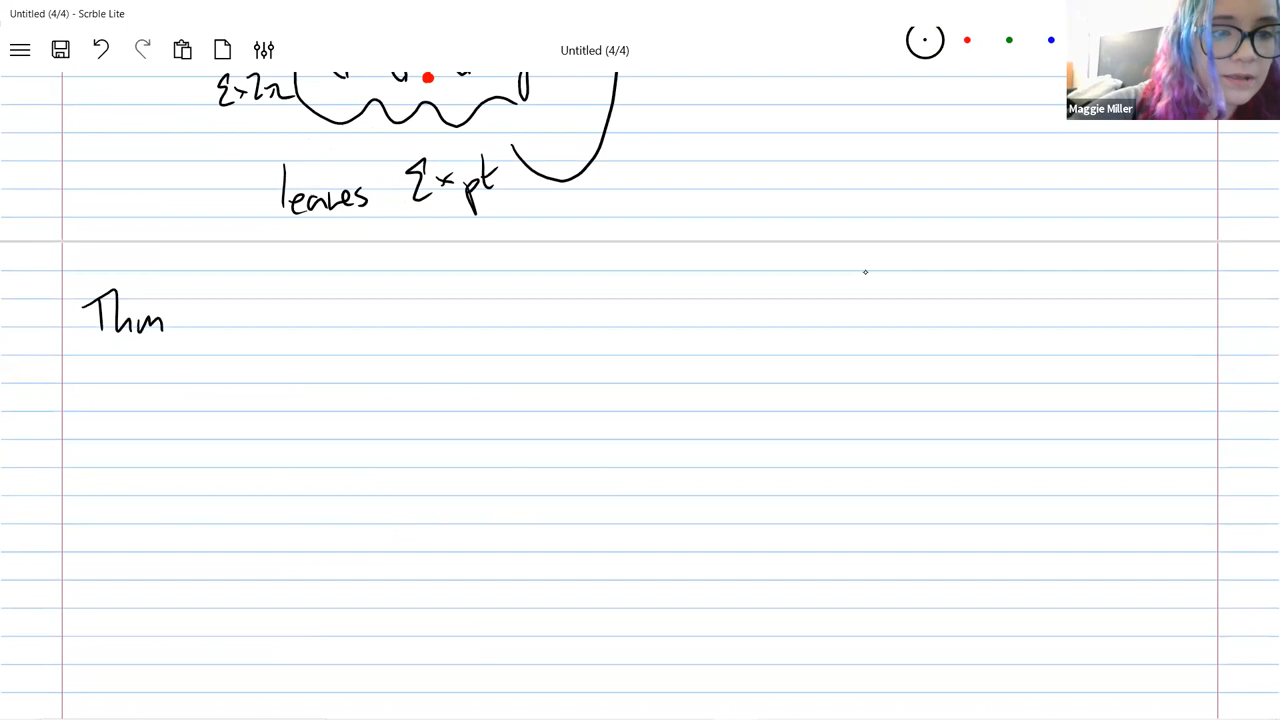 Untitled (4/4) - Scrble Lite
Untitled (4/4)
Maggie Miller
Σ×2π
leaves Σ × pt
Thm